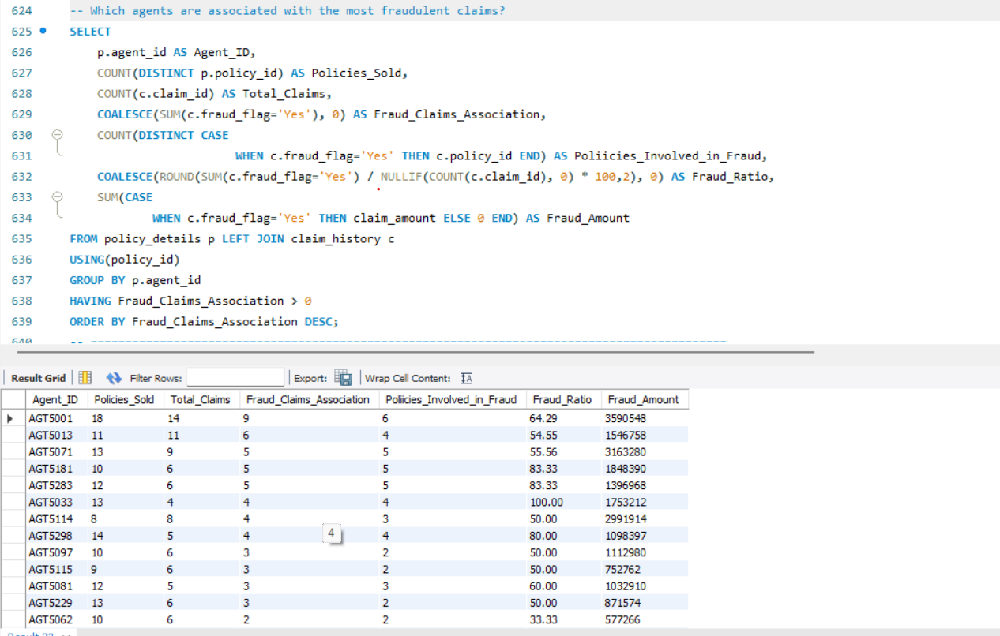 624 -- Which agents are associated with the most fraudulent claims?
625 SELECT
626 p.agent_id AS Agent_ID,
627 COUNT(DISTINCT p.policy_id) AS Policies_Sold,
628 COUNT(c.claim_id) AS Total_Claims,
629 COALESCE(SUM(c.fraud_flag='Yes'), 0) AS Fraud_Claims_Association,
630 COUNT(DISTINCT CASE
631 WHEN c.fraud_flag='Yes' THEN c.policy_id END) AS Poliicies_Involved_in_Fraud,
632 COALESCE(ROUND(SUM(c.fraud_flag='Yes') / NULLIF(COUNT(c.claim_id), 0) * 100,2), 0) AS Fraud_Ratio,
633 SUM(CASE
634 WHEN c.fraud_flag='Yes' THEN claim_amount ELSE 0 END) AS Fraud_Amount
635 FROM policy_details p LEFT JOIN claim_history c
636 USING(policy_id)
637 GROUP BY p.agent_id
638 HAVING Fraud_Claims_Association > 0
639 ORDER BY Fraud_Claims_Association DESC;
640
Result Grid Filter Rows: Export: Wrap Cell Content: IA
Agent_ID Policies_Sold Total_Claims Fraud_Claims_Association Poliicies_Involved_in_Fraud Fraud_Ratio Fraud_Amount
AGT5001 18 14 9 6 64.29 3590548
AGT5013 11 11 6 4 54.55 1546758
AGT5071 13 9 5 5 55.56 3163280
AGT5181 10 6 5 5 83.33 1848390
AGT5283 12 6 5 5 83.33 1396968
AGT5033 13 4 4 4 100.00 1753212
AGT5114 8 8 4 3 50.00 2991914
4
AGT5298 14 5 4 4 80.00 1098397
AGT5097 10 6 3 2 50.00 1112980
AGT5115 9 6 3 2 50.00 752762
AGT5081 12 5 3 3 60.00 1032910
AGT5229 13 6 3 2 50.00 871574
AGT5062 10 6 2 2 33.33 577266